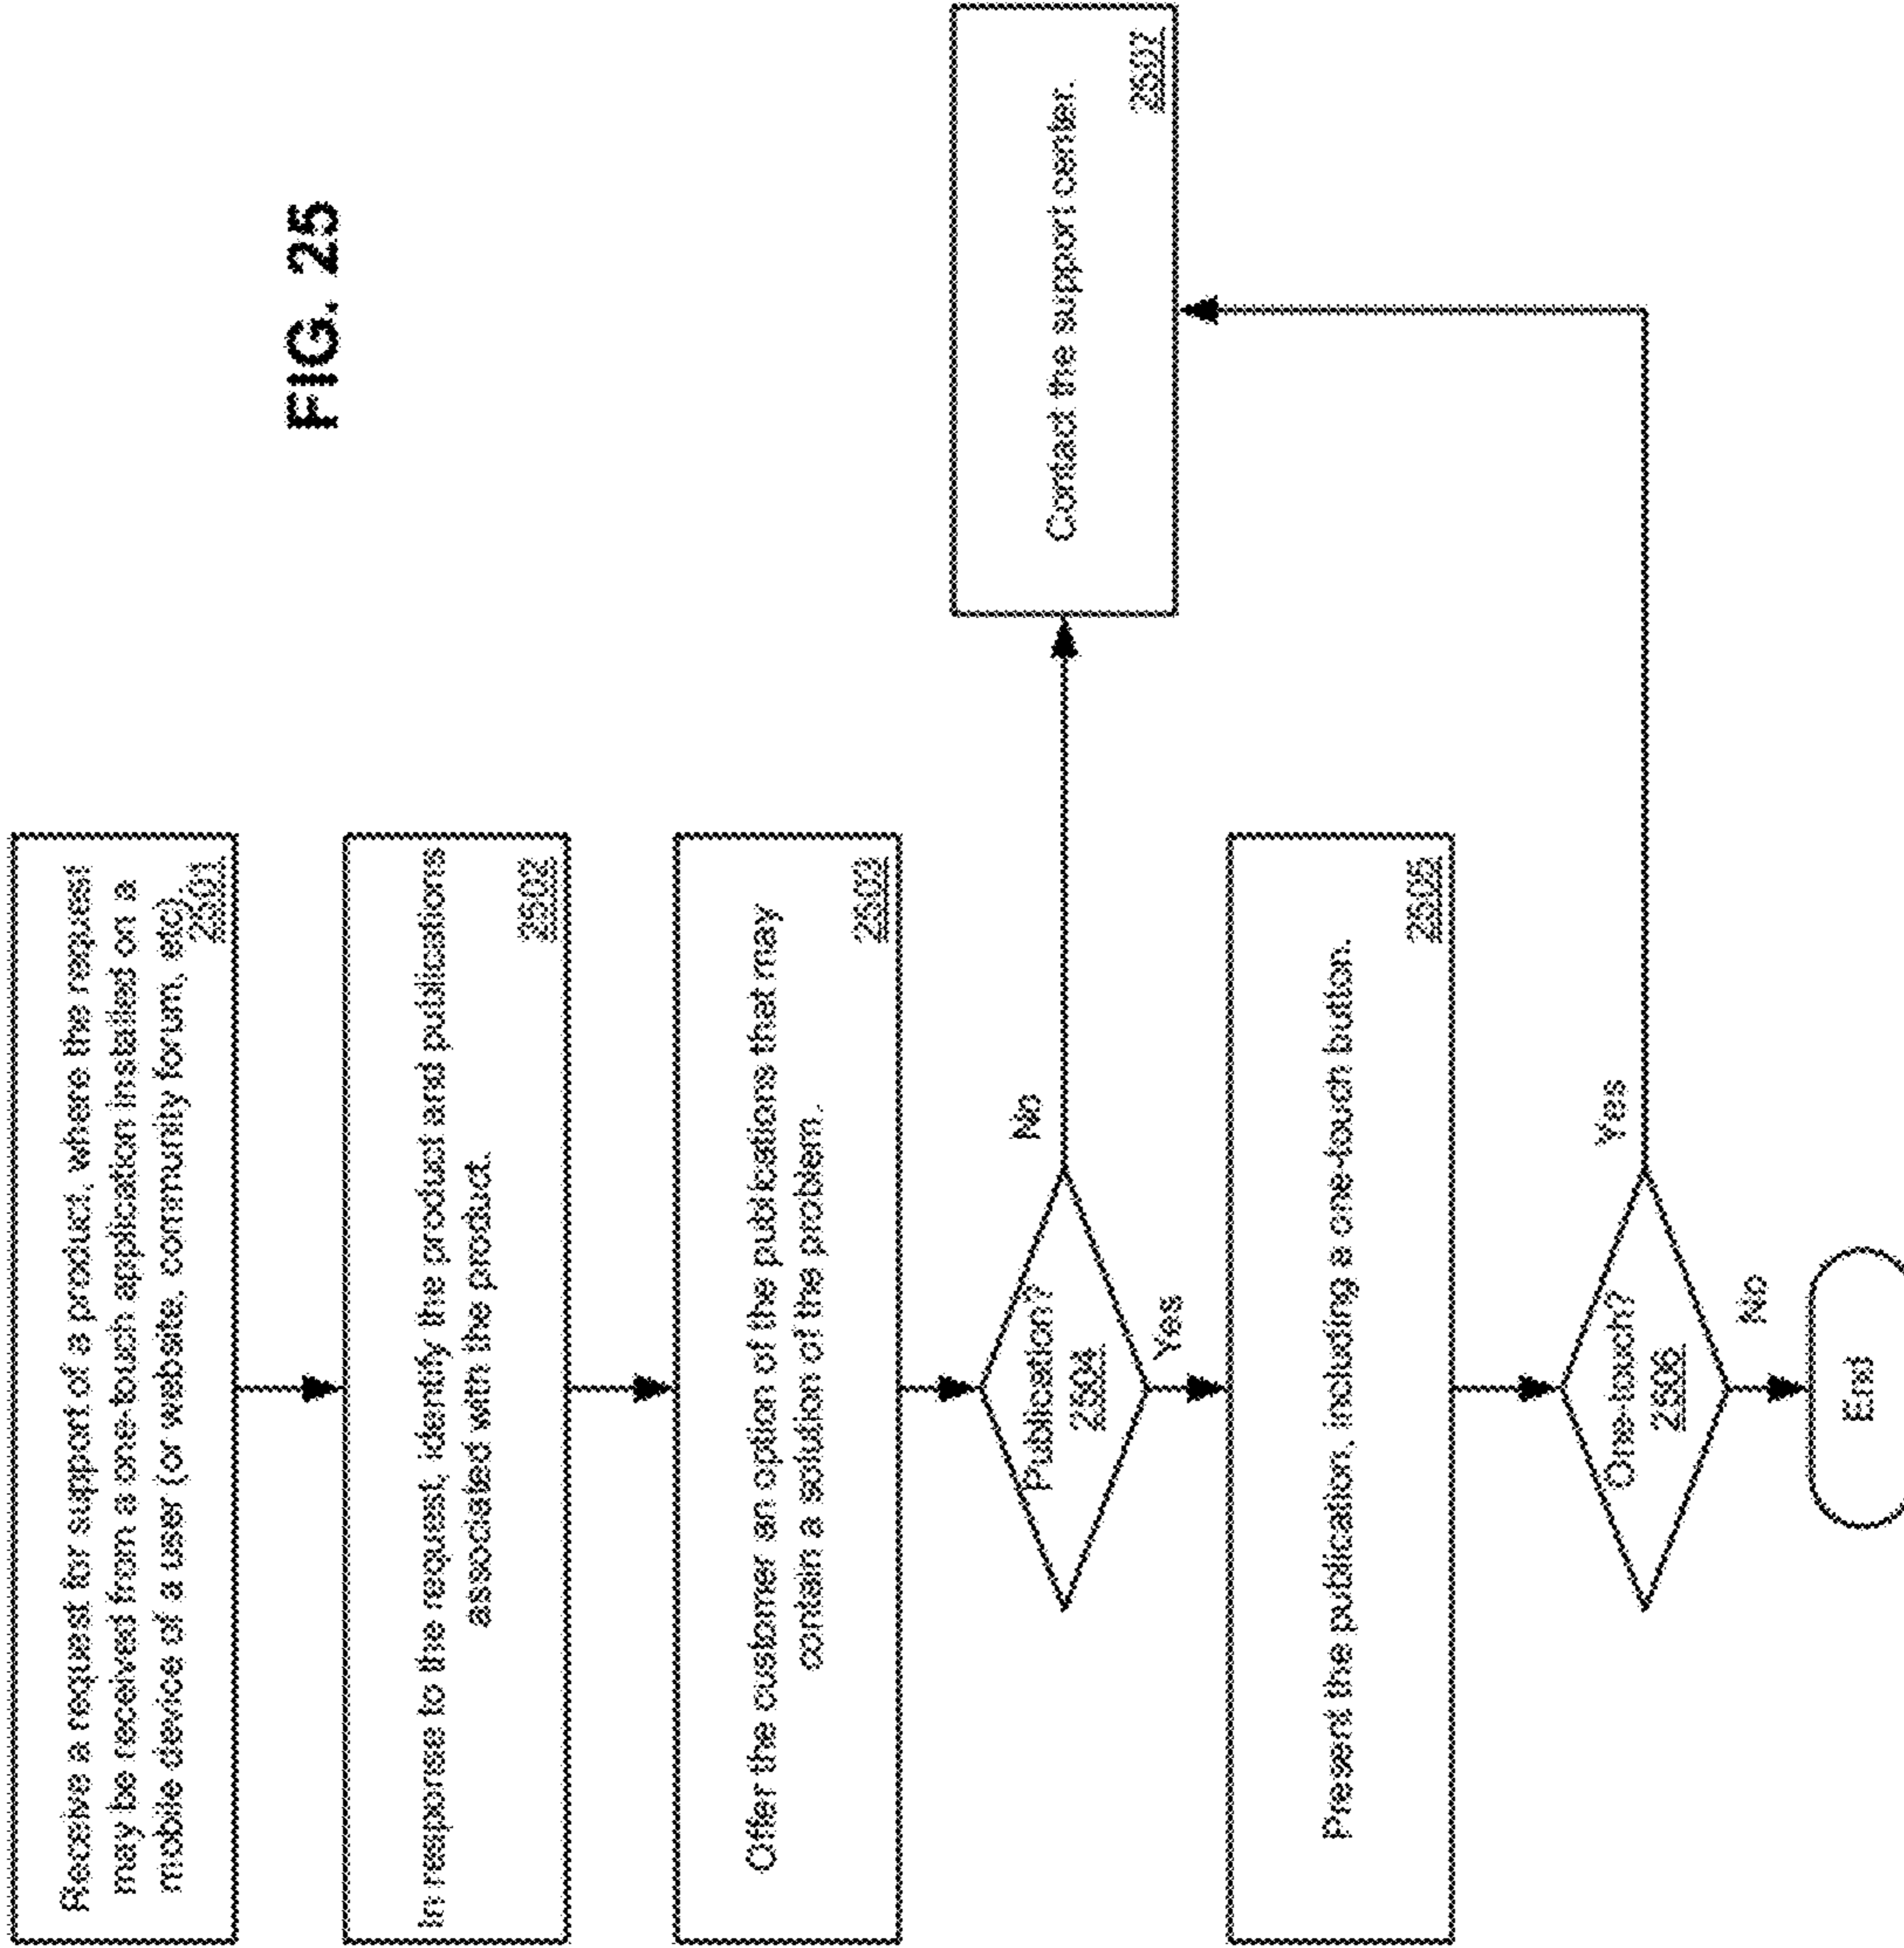 FIG. 25
Receive a request for support of a product, where the request
may be received from a one-touch application installed on a
mobile device of a user (or website, community forum, etc).
2501
In response to the request, identify the product and publications
associated with the product.
2502
Offer the customer an option of the publications that may
contain a solution of the problem.
2503
Publication?
2504
No
Yes
Contact the support center.
2507
Present the publication, including a one-touch button.
2505
One-touch?
2506
Yes
No
End